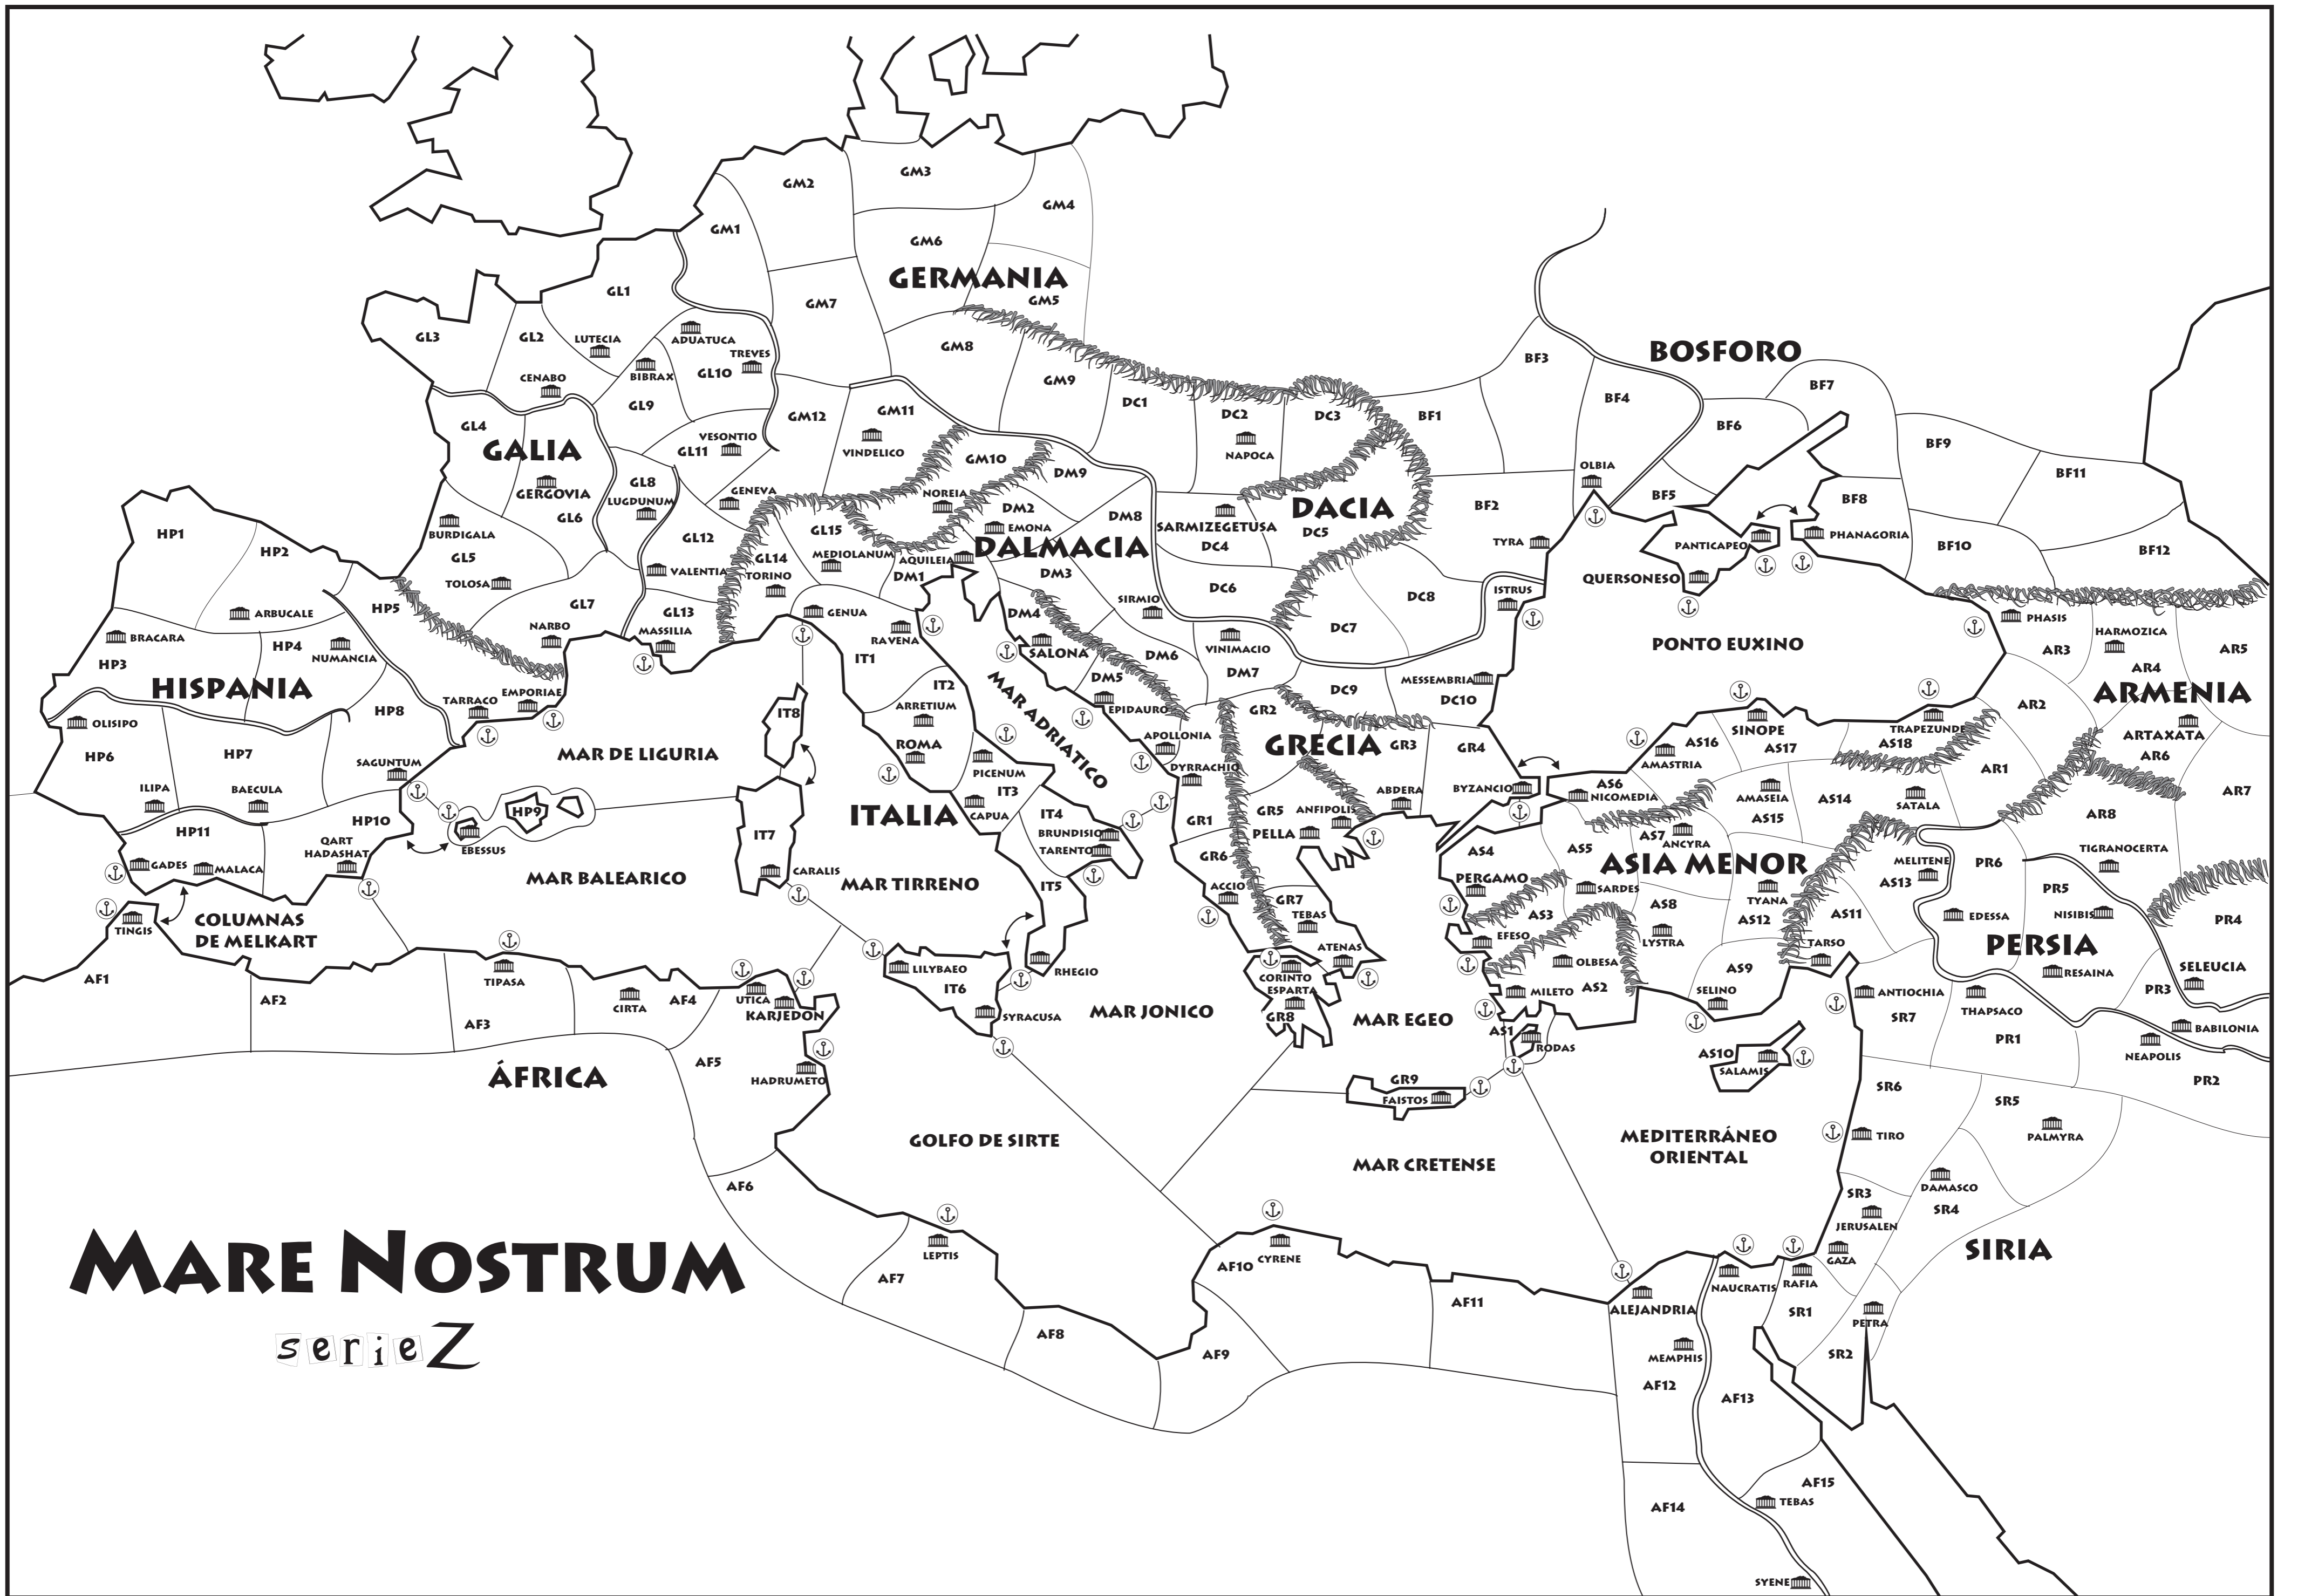 GM3
GM2
GM4
GM1
GM6
GERMANIA
GL1
GM5
GM7
GL3
GL2
LUTECIA
ADUATUCA
TREVES
BIBRAX
GL10
CENABO
GL9
GM8
GM9
BF3
BOSFORO
BF7
GL4
GALIA
GM12
GM11
VINDELICO
VESONTIO
GL11
DC1
DC2
NAPOCA
DC3
BF1
BF4
BF6
BF9
BF11
GERGOVIA
GL6
GL8
LUGDUNUM
GENEVA
GM10
NOREIA
DM9
DM2
EMONA
DM8
SARMIZEGETUSA
DC4
DACIA
DC5
BF2
OLBIA
BF5
BF8
HP1
HP2
BURDIGALA
GL5
TOLOSA
GL12
VALENTIA
GL14
TORINO
GL15
MEDIOLANUM
AQUILEIA
DM1
DALMACIA
DM3
TYRA
PANTICAPEO
PHANAGORIA
BF10
BF12
QUERSONESO
HP5
ARBUCALE
BRACARA
HP3
HP4
NUMANCIA
HISPANIA
GL7
NARBO
GL13
MASSILIA
GENUA
RAVENA
IT1
DM4
SALONA
SIRMIO
DC6
VINIMACIO
DM6
DM7
DM5
DC7
DC8
ISTRUS
PONTO EUXINO
PHASIS
HARMOZICA
AR3
AR4
AR5
ARMENIA
OLISIPO
HP6
HP7
HP8
TARRACO
EMPORIAE
MAR DE LIGURIA
IT8
IT2
ARRETIUM
ROMA
MAR ADRIATICO
EPIDAURO
APOLLONIA
DYRRACHIO
GR2
GRECIA
GR3
DC9
MESSEMBRIA
DC10
GR4
SINOPE
AS16
AMASTRIA
AS17
TRAPEZUNDE
AS18
AR2
ARTAXATA
AR6
AR1
SAGUNTUM
ILIPA
BAECULA
HP11
HP10
HP9
EBESSUS
QART
HADASHAT
GADES
MALACA
IT7
CARALIS
ITALIA
PICENUM
IT3
CAPUA
IT4
BRUNDISIO
TARENTO
IT5
GR1
GR5
ANFIPOLIS
PELLA
GR6
ABDERA
BYZANCIO
AS6
NICOMEDIA
AMASEIA
AS15
AS14
SATALA
AR7
AR8
AS7
ANCYRA
AS5
AS4
ASIA MENOR
MELITENE
AS13
PR6
TIGRANOCERTA
PR5
MAR BALEARICO
MAR TIRRENO
ACCIO
GR7
TEBAS
PERGAMO
SARDES
TYANA
AS8
AS12
AS11
AS3
EFESO
LYSTRA
TARSO
EDESSA
NISIBIS
PR4
TINGIS
COLUMNAS
DE MELKART
PERSIA
RESAINA
SELEUCIA
AF1
AF2
TIPASA
AF3
CIRTA
AF4
UTICA
KARJEDON
LILYBAEO
IT6
SYRACUSA
RHEGIO
MAR JONICO
CORINTO
ESPARTA
GR8
ATENAS
MAR EGEO
OLBESA
AS2
MILETO
AS1
RODAS
AS9
SELINO
AS10
SALAMIS
ANTIOCHIA
SR7
THAPSACO
PR1
PR3
BABILONIA
NEAPOLIS
PR2
ÁFRICA
AF5
HADRUMETO
GR9
FAISTOS
SR6
SR5
PALMYRA
GOLFO DE SIRTE
MAR CRETENSE
MEDITERRÁNEO
ORIENTAL
TIRO
AF6
SR3
DAMASCO
SR4
JERUSALEN
GAZA
SIRIA
MARE NOSTRUM
serieZ
LEPTIS
AF7
AF8
AF10
CYRENE
AF9
AF11
NAUCRATIS
RAFIA
ALEJANDRIA
SR1
PETRA
SR2
MEMPHIS
AF12
AF13
AF15
TEBAS
AF14
SYENE